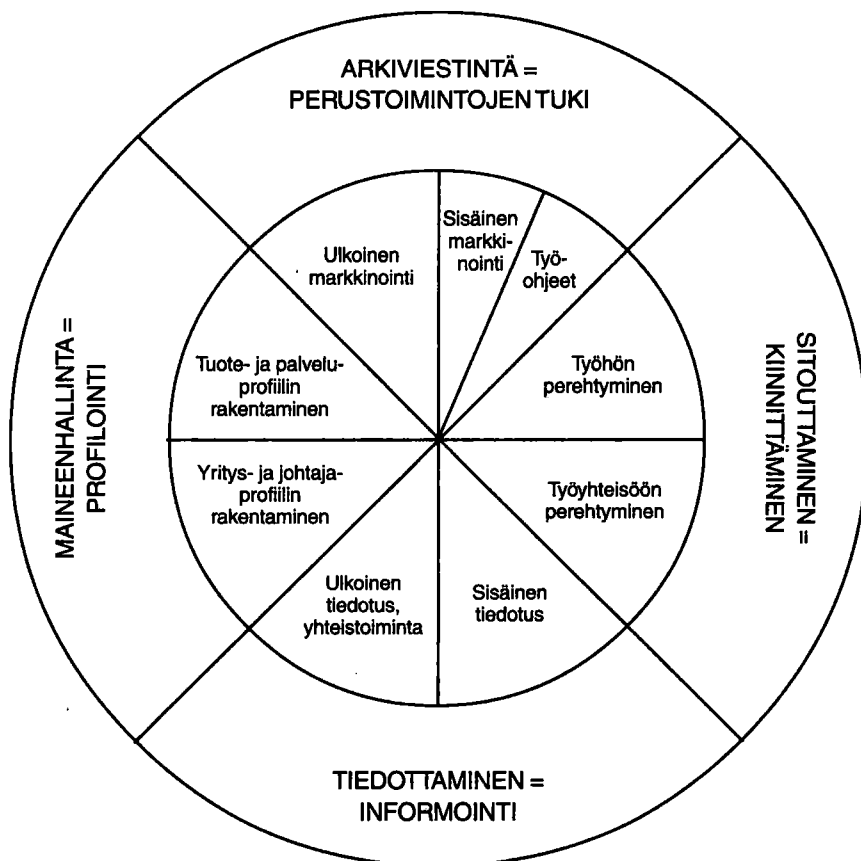 ARKIVIESTINTÄ =
PERUSTOIMINTOJEN TUKI
Ulkoinen
markkinointi
Sisäinen
markki-
nointi
Työ-
ohjeet
Tuote- ja palvelu-
profiilin
rakentaminen
Työhön
perehtyminen
MAINEENHALLINTA =
PROFILOINTI
SITOUTTAMINEN =
KIINNITTÄMINEN
Yritys- ja johtaja-
profiilin
rakentaminen
Työyhteisöön
perehtyminen
Ulkoinen
tiedotus,
yhteistoiminta
Sisäinen
tiedotus
TIEDOTTAMINEN =
INFORMOINTI